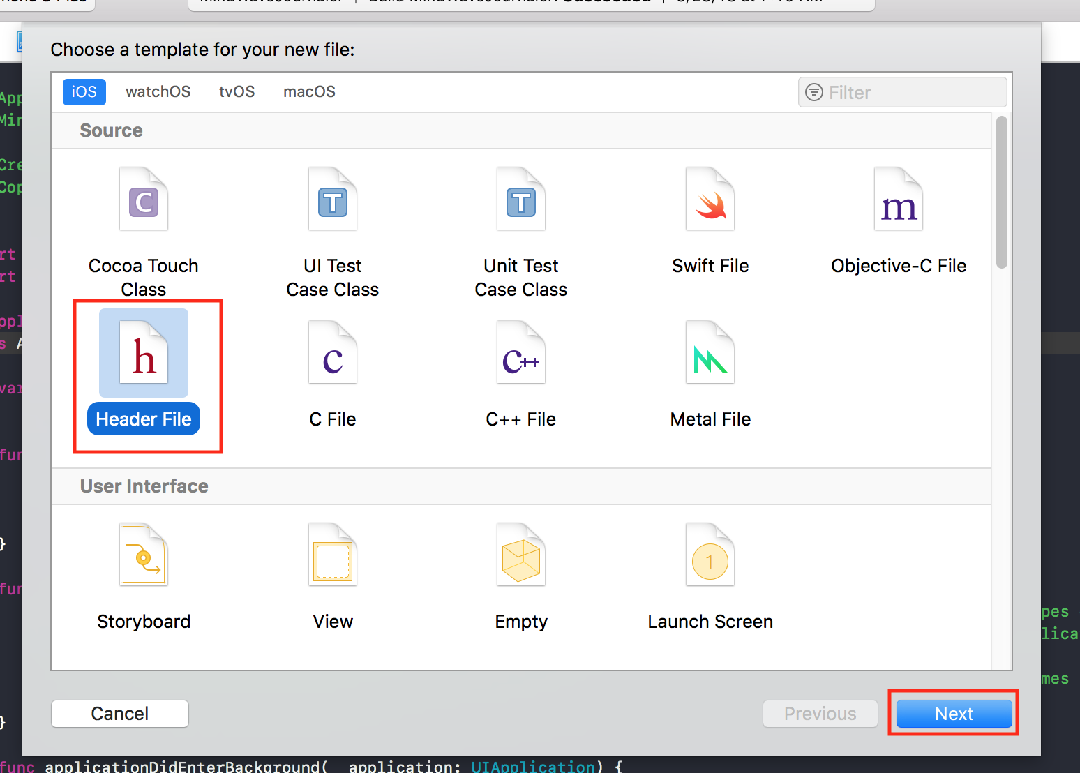 Choose a template for your new file:
iOS watchOS tvOS macOS Filter
Source
C T T m
Cocoa Touch
Class
UI Test
Case Class
Unit Test
Case Class
Swift File
Objective-C File
h c C++
Header File C File C++ File Metal File
User Interface
1
Storyboard View Empty Launch Screen
Cancel Previous Next
func applicationDidEnterBackground(_ application: UIApplication) {